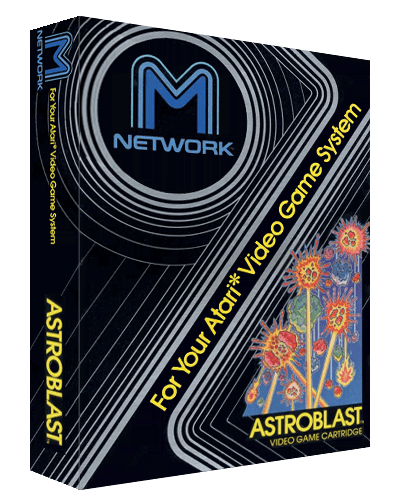 M
NETWORK
For Your Atari* Video Game System
ASTROBLAST
M
NETWORK
For Your Atari* Video Game System
ASTROBLAST
VIDEO GAME CARTRIDGE